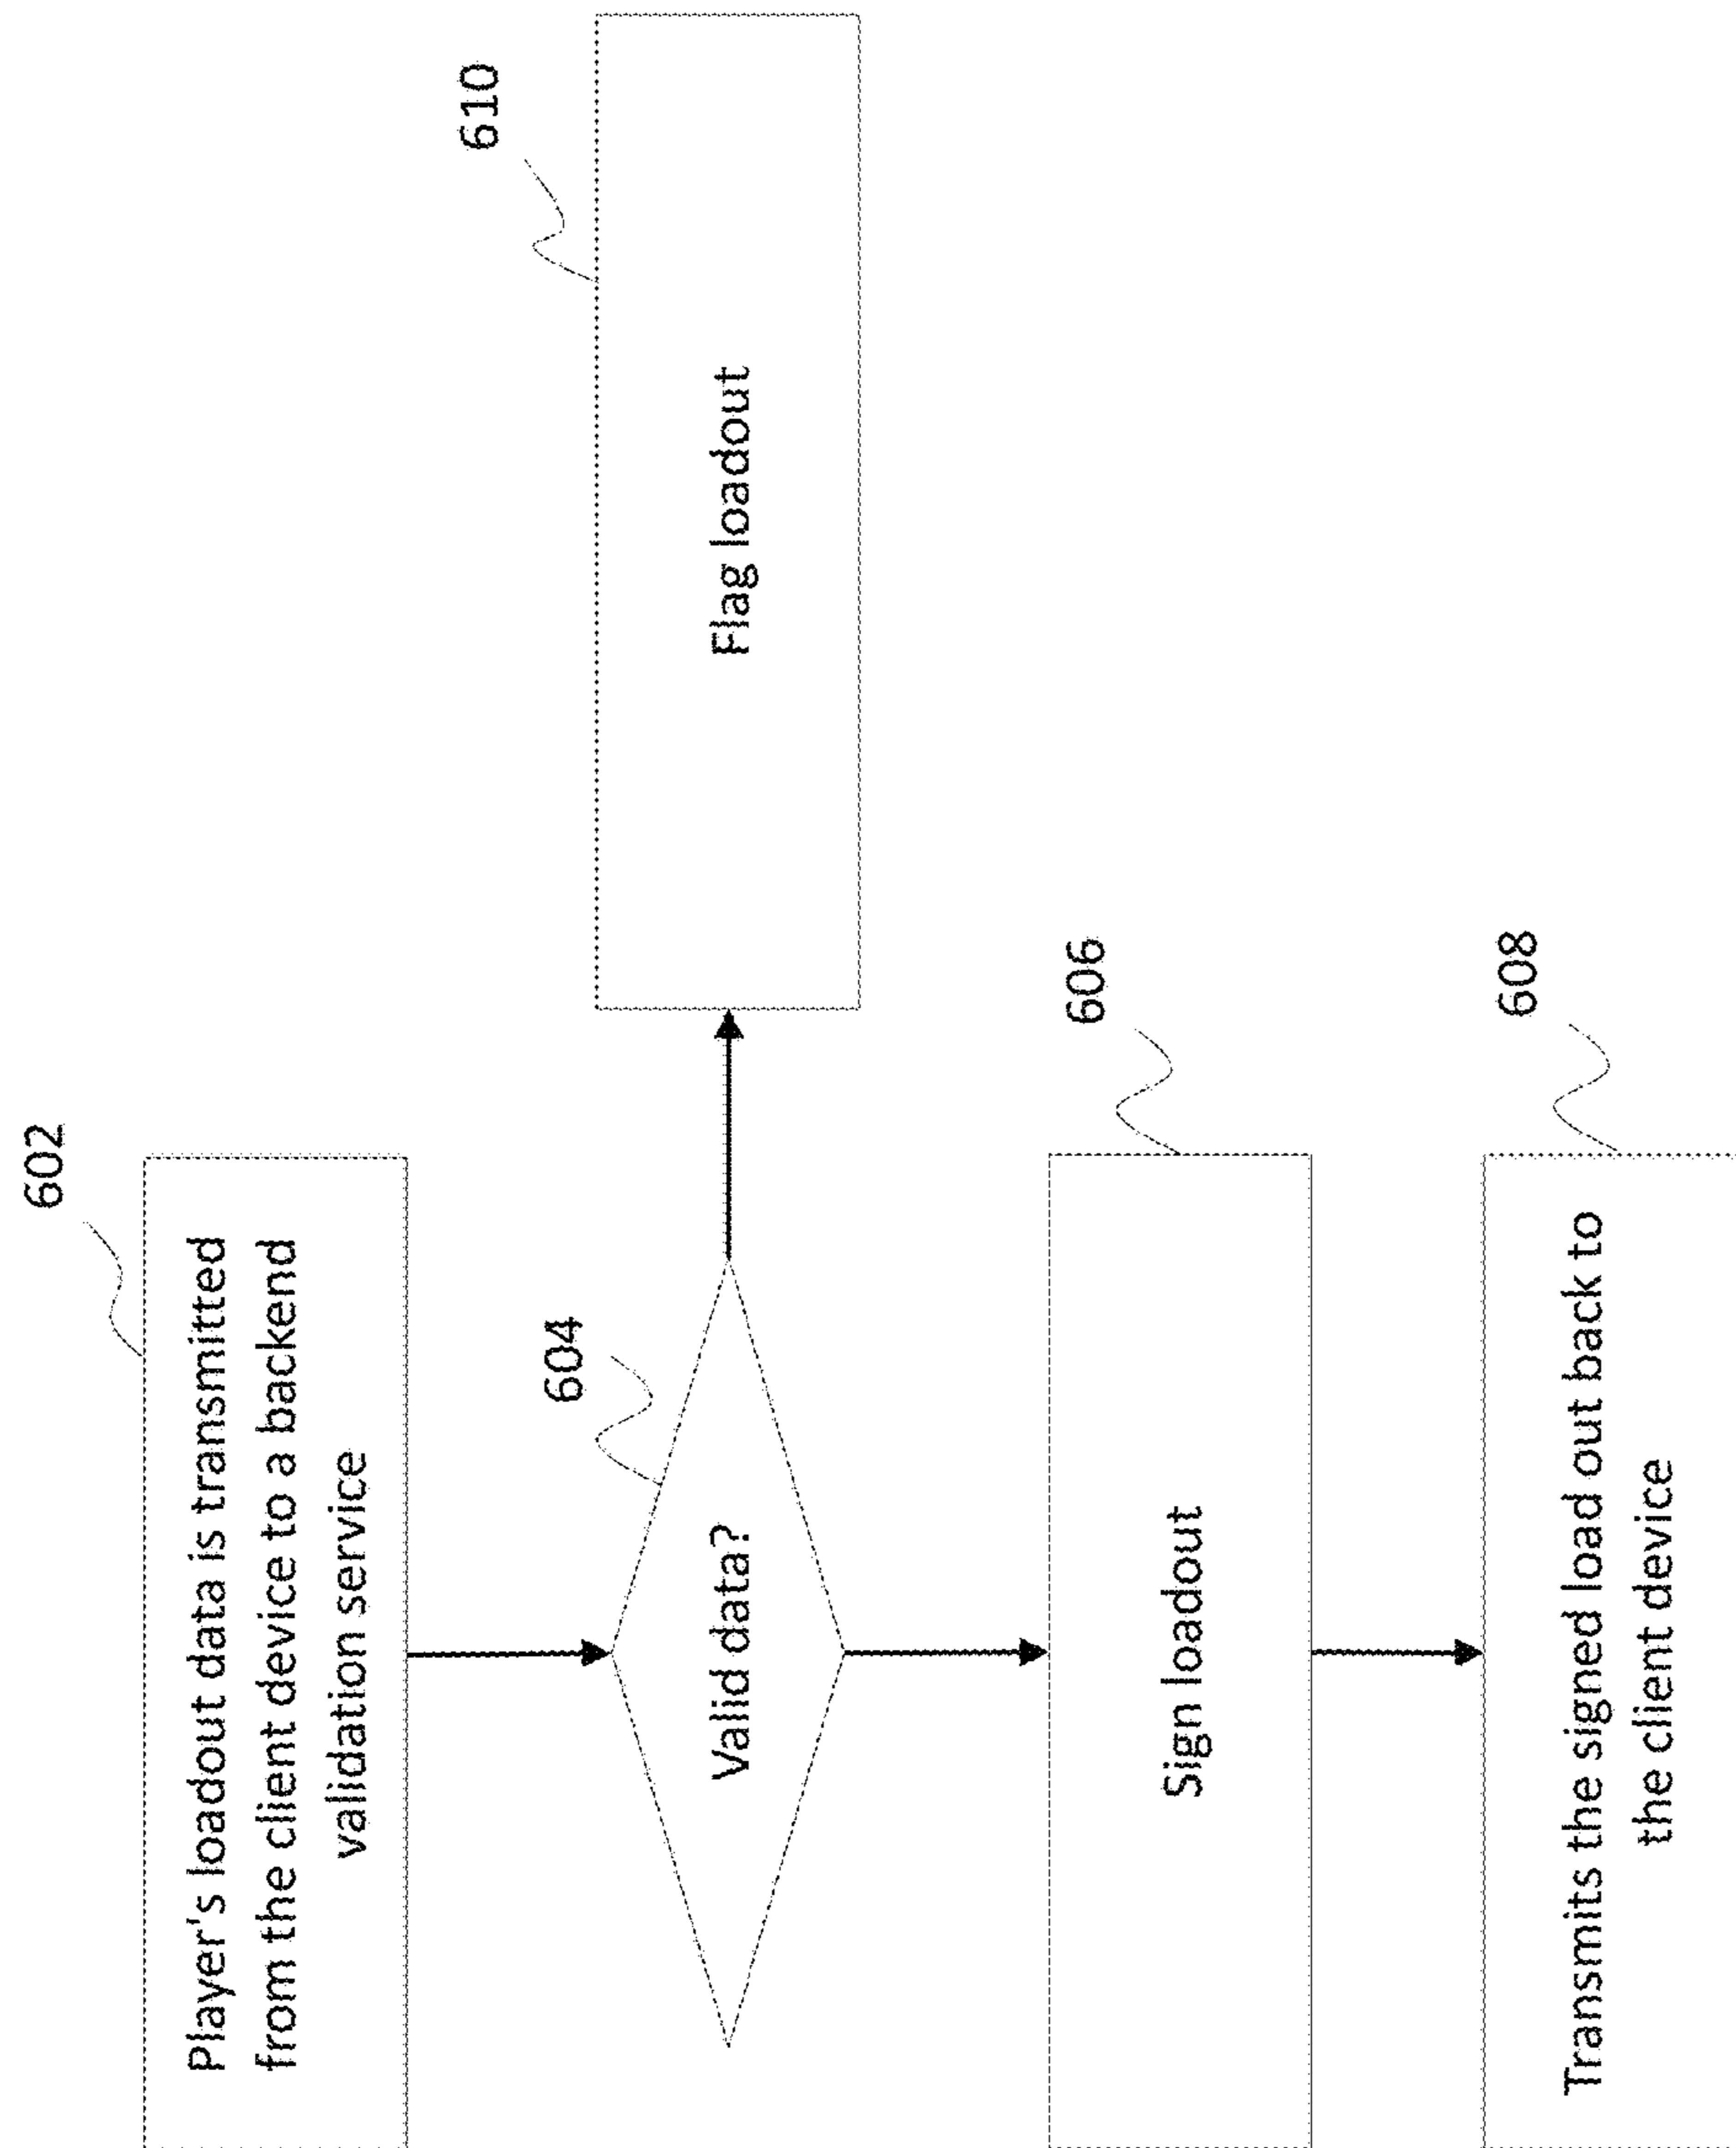 602
Player's loadout data is transmitted
from the client device to a backend
validation service
604
Valid data?
610
Flag loadout
606
Sign loadout
608
Transmits the signed load out back to
the client device